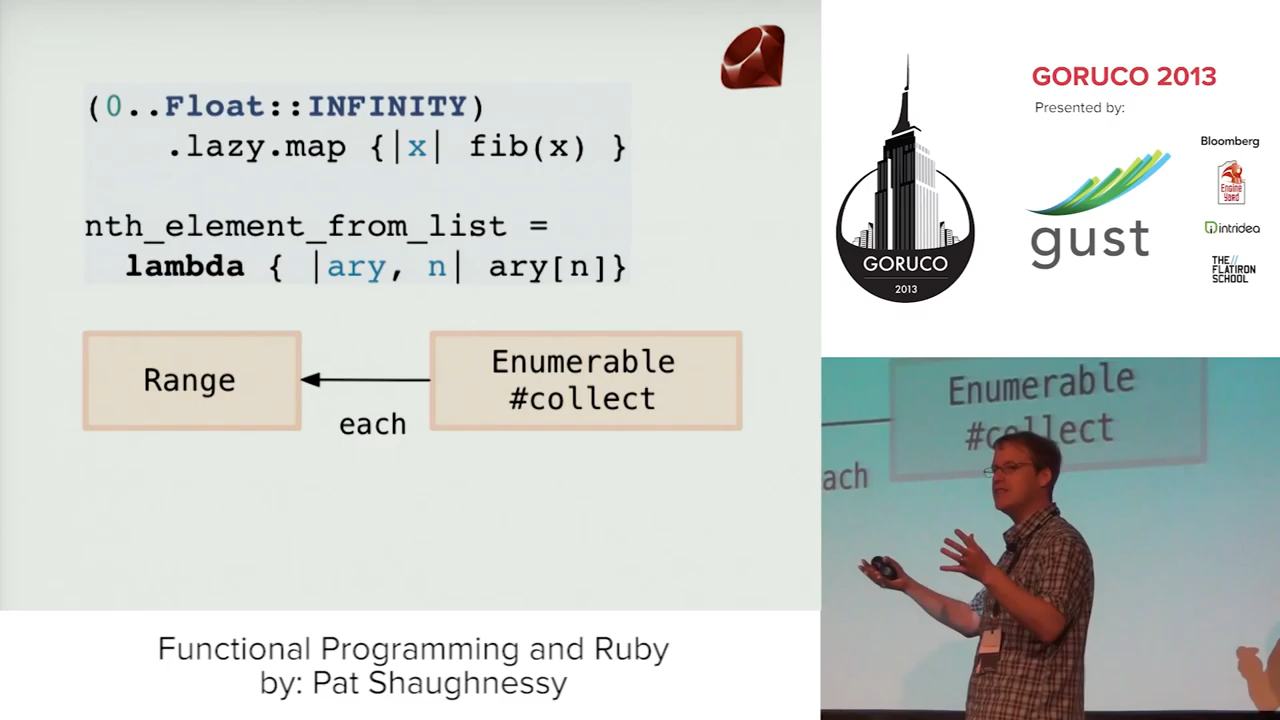 (0..Float::INFINITY)
.lazy.map {|x| fib(x) }
nth_element_from_list =
lambda { |ary, n| ary[n]}
Range
each
Enumerable
#collect
Functional Programming and Ruby
by: Pat Shaughnessy
GORUCO
2013
GORUCO 2013
Presented by:
gust
Bloomberg
Engine
Yard
intridea
THE//
FLATIRON
SCHOOL
Enumerable
#collect
ach